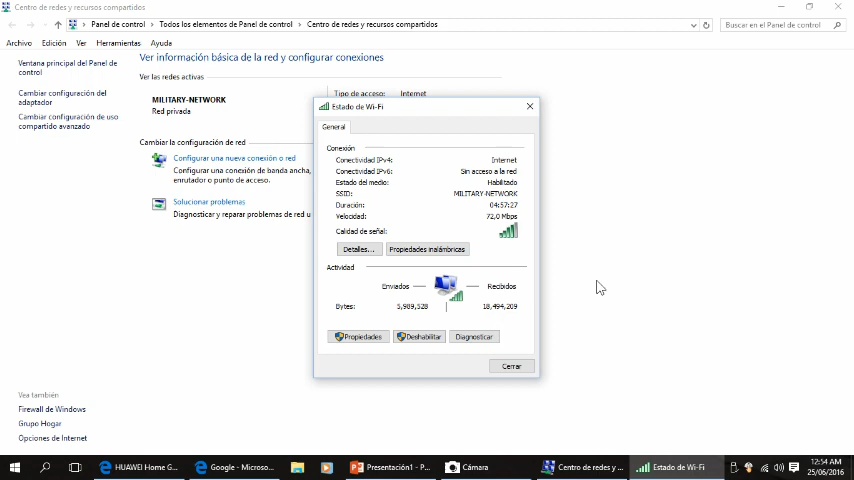 Centro de redes y recursos compartidos
Panel de control
Todos los elementos de Panel de control
Centro de redes y recursos compartidos
Buscar en el Panel de control
Archivo Edición Ver Herramientas Ayuda
Ventana principal del Panel de
control
Cambiar configuración del
adaptador
Cambiar configuración de uso
compartido avanzado
Ver información básica de la red y configurar conexiones
Ver las redes activas
MILITARY-NETWORK
Red privada
Tipo de acceso: Internet
Cambiar la configuración de red
Configurar una nueva conexión o red
Configurar una conexión de banda ancha,
enrutador o punto de acceso.
Solucionar problemas
Diagnosticar y reparar problemas de red u
Estado de Wi-Fi
General
Conexión
Conectividad IPv4: Internet
Conectividad IPv6: Sin acceso a la red
Estado del medio: Habilitado
SSID: MILITARY-NETWORK
Duración: 04:57:27
Velocidad: 72,0 Mbps
Calidad de señal:
Detalles... Propiedades inalámbricas
Actividad
Enviados Recibidos
Bytes: 5,989,528 18,494,209
Propiedades Deshabilitar Diagnosticar
Cerrar
Vea también
Firewall de Windows
Grupo Hogar
Opciones de Internet
HUAWEI Home G... Google - Microso... Presentación1 - P... Cámara Centro de redes y ... Estado de Wi-Fi
12:54 AM
25/06/2016